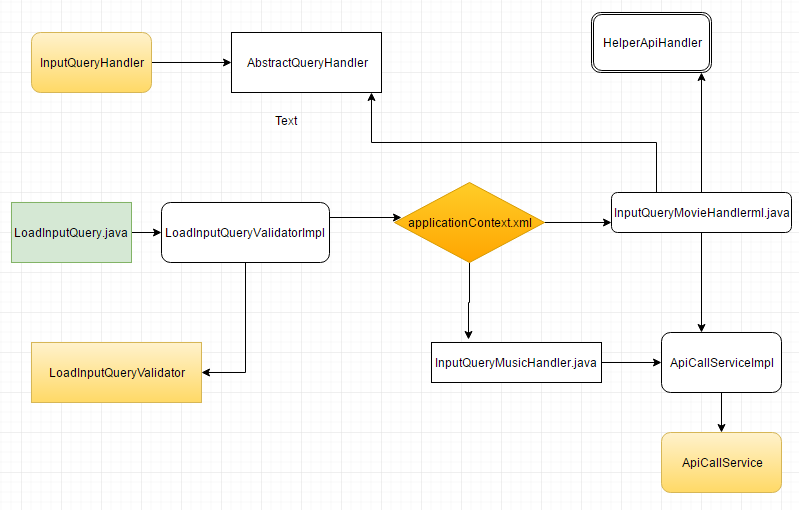 HelperApiHandler
InputQueryHandler
AbstractQueryHandler
Text
applicationContext.xml
InputQueryMovieHandlerml.java
LoadInputQuery.java
LoadInputQueryValidatorImpl
InputQueryMusicHandler.java
ApiCallServiceImpl
LoadInputQueryValidator
ApiCallService